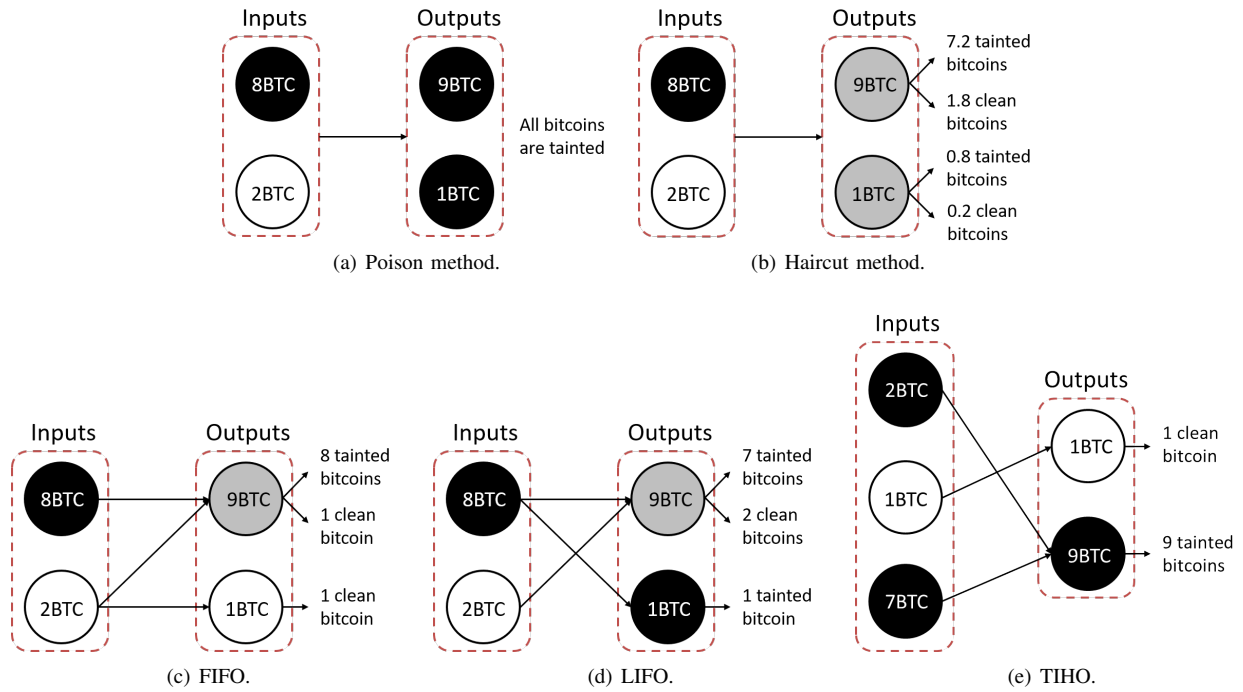 Inputs
Outputs
8BTC
9BTC
2BTC
1BTC
All bitcoins
are tainted
(a) Poison method.
Inputs
Outputs
8BTC
9BTC
7.2 tainted
bitcoins
1.8 clean
bitcoins
2BTC
1BTC
0.8 tainted
bitcoins
0.2 clean
bitcoins
(b) Haircut method.
Inputs
Outputs
8BTC
9BTC
8 tainted
bitcoins
1 clean
bitcoin
2BTC
1BTC
1 clean
bitcoin
(c) FIFO.
Inputs
Outputs
8BTC
9BTC
7 tainted
bitcoins
2 clean
bitcoins
2BTC
1BTC
1 tainted
bitcoin
(d) LIFO.
Inputs
Outputs
2BTC
1BTC
7BTC
1BTC
1 clean
bitcoin
9BTC
9 tainted
bitcoins
(e) TIHO.